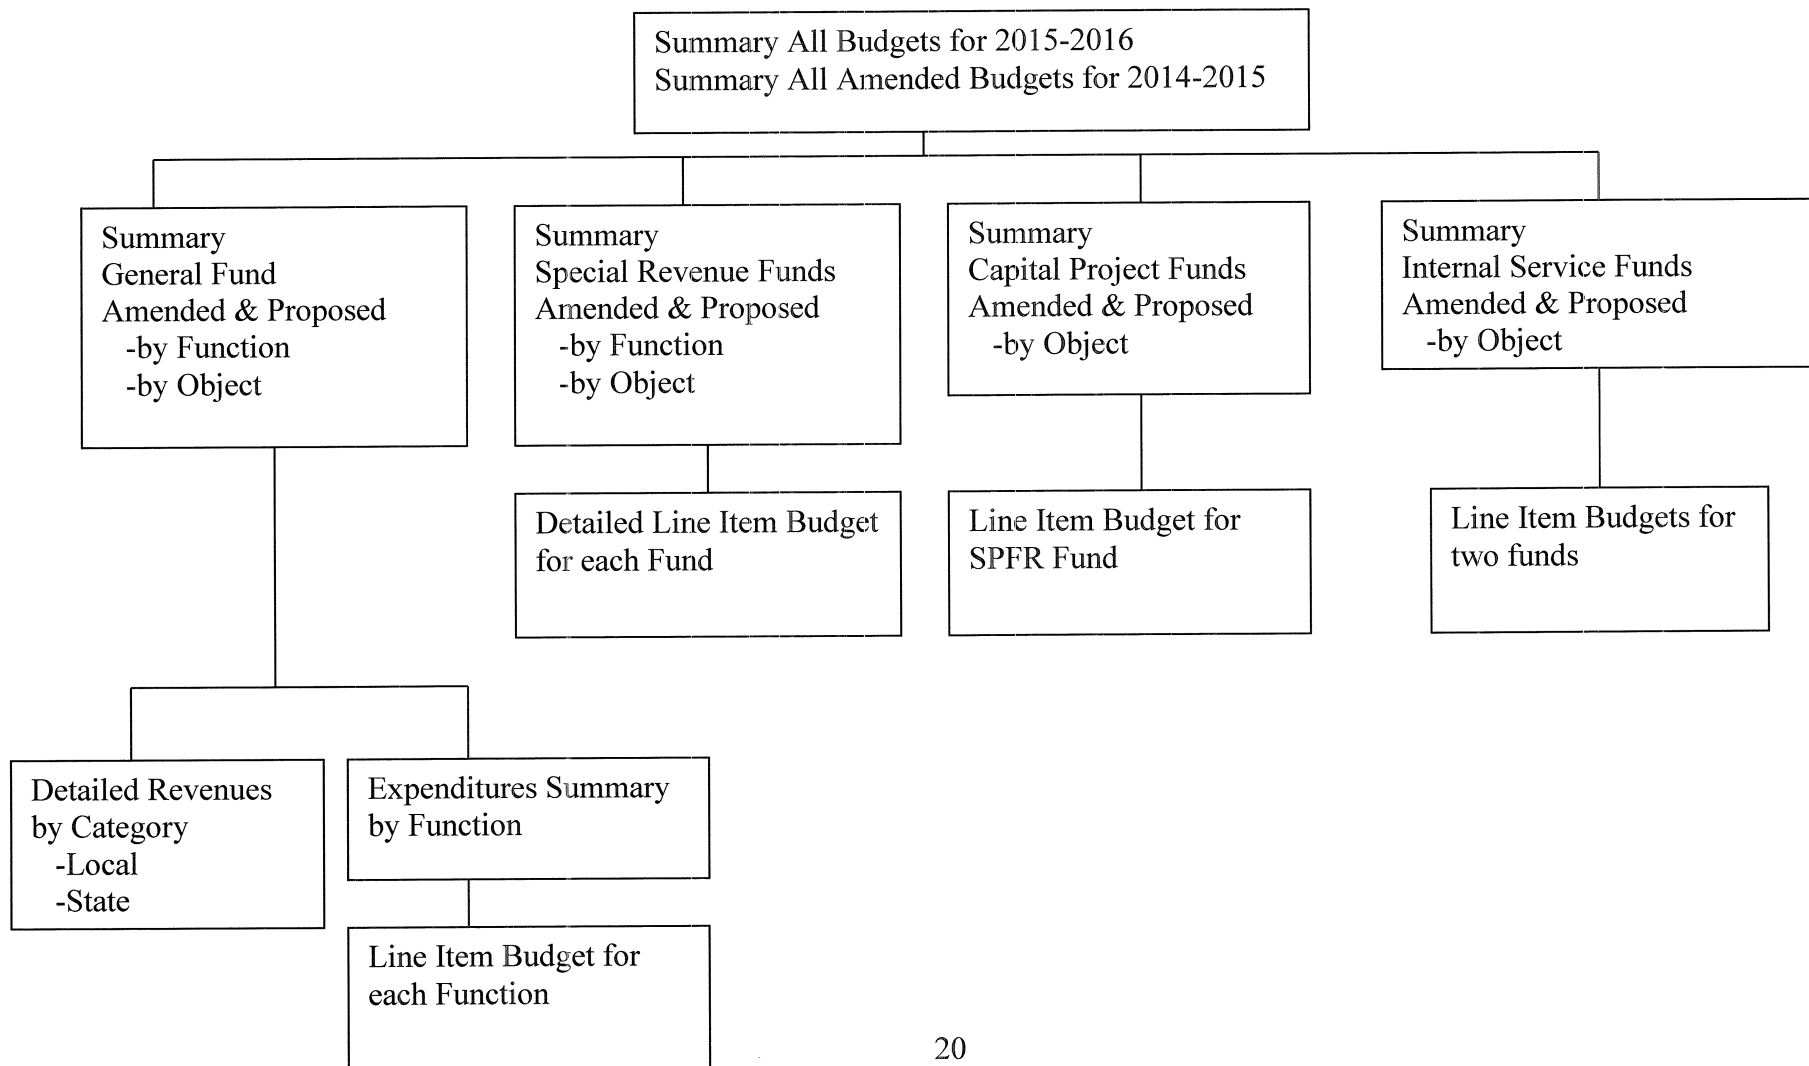 Summary All Budgets for 2015-2016
Summary All Amended Budgets for 2014-2015
Summary
General Fund
Amended & Proposed
-by Function
-by Object
Summary
Special Revenue Funds
Amended & Proposed
-by Function
-by Object
Summary
Capital Project Funds
Amended & Proposed
-by Object
Summary
Internal Service Funds
Amended & Proposed
-by Object
Detailed Line Item Budget
for each Fund
Line Item Budget for
SPFR Fund
Line Item Budgets for
two funds
Detailed Revenues
by Category
-Local
-State
Expenditures Summary
by Function
Line Item Budget for
each Function
20